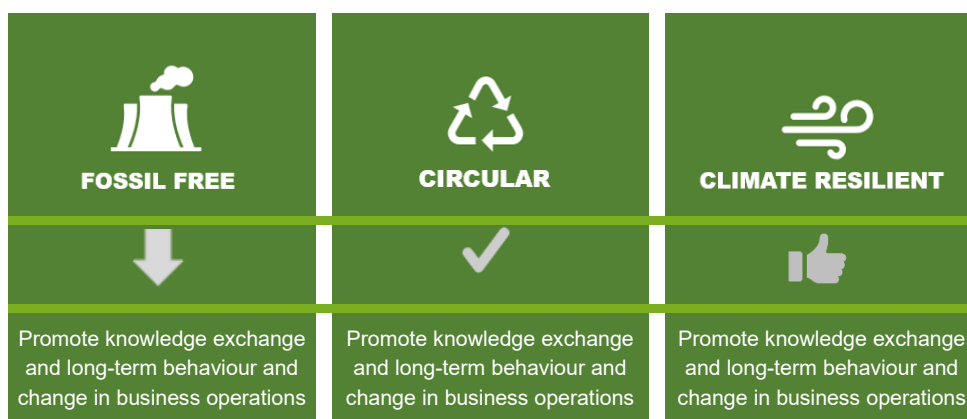 FOSSIL FREE
CIRCULAR
CLIMATE RESILIENT
Promote knowledge exchange
and long-term behaviour and
change in business operations
Promote knowledge exchange
and long-term behaviour and
change in business operations
Promote knowledge exchange
and long-term behaviour and
change in business operations